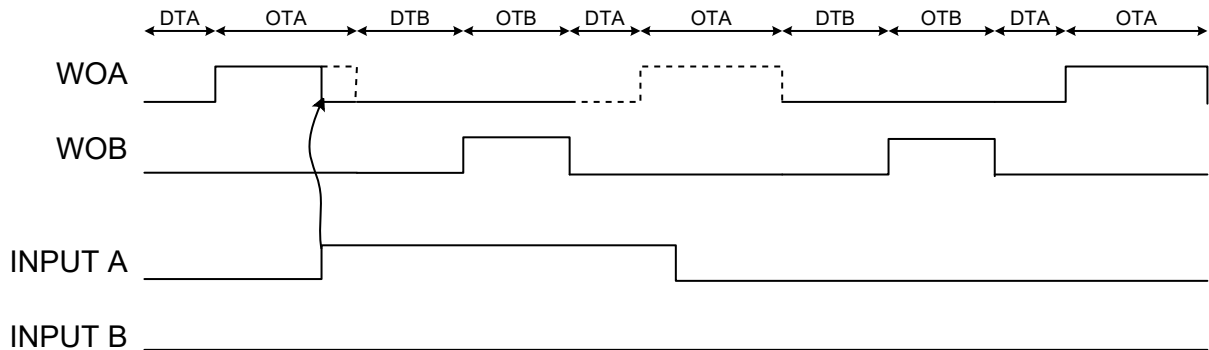 DTA OTA DTB OTB DTA OTA DTB OTB DTA OTA
WOA
WOB
INPUT A
INPUT B